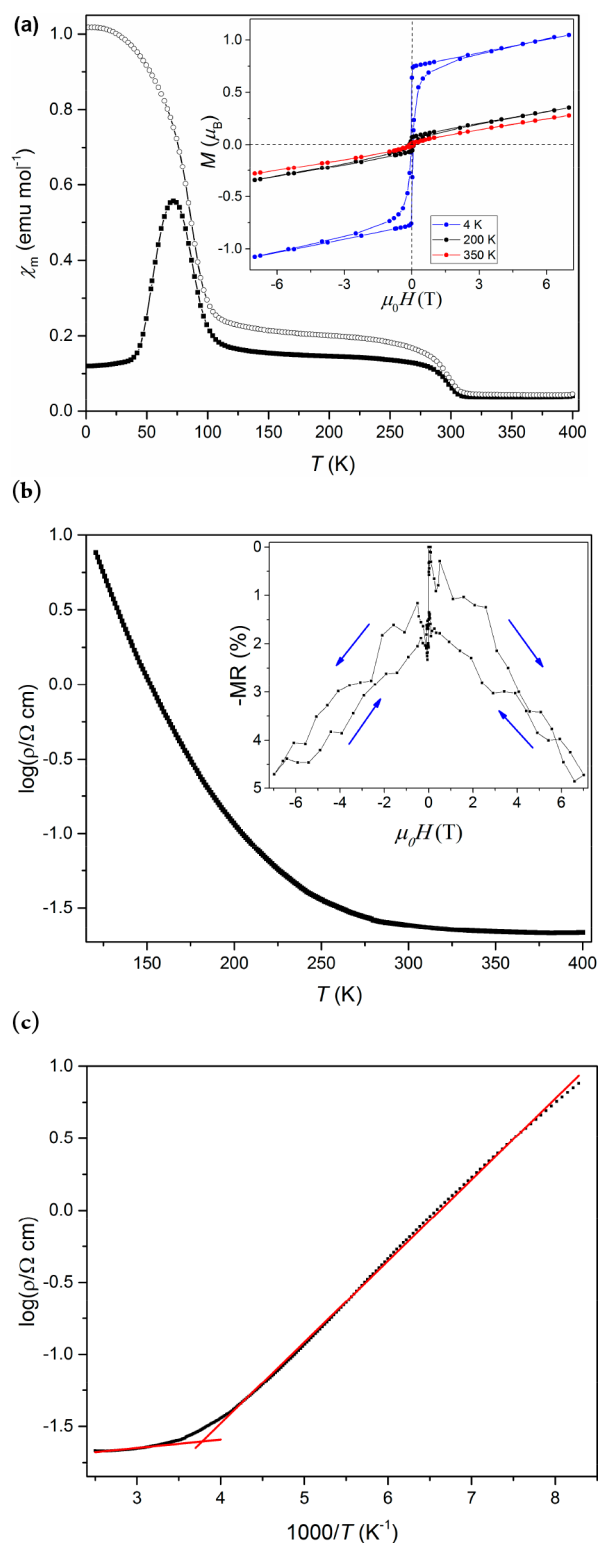 (a)
χm (emu mol⁻¹)
1.0
0.8
0.6
0.4
0.2
0.0
M (μB)
1.0
0.5
0.0
-0.5
-1.0
4 K
200 K
350 K
-6 -3 0 3 6
μ0H(T)
0 50 100 150 200 250 300 350 400
T (K)
(b)
log(ρ/Ω cm)
1.0
0.5
0.0
-0.5
-1.0
-1.5
-MR (%)
0
1
2
3
4
5
-6 -4 -2 0 2 4 6
μ0H(T)
150 200 250 300 350 400
T (K)
(c)
log(ρ/Ω cm)
1.0
0.5
0.0
-0.5
-1.0
-1.5
3 4 5 6 7 8
1000/T (K⁻¹)